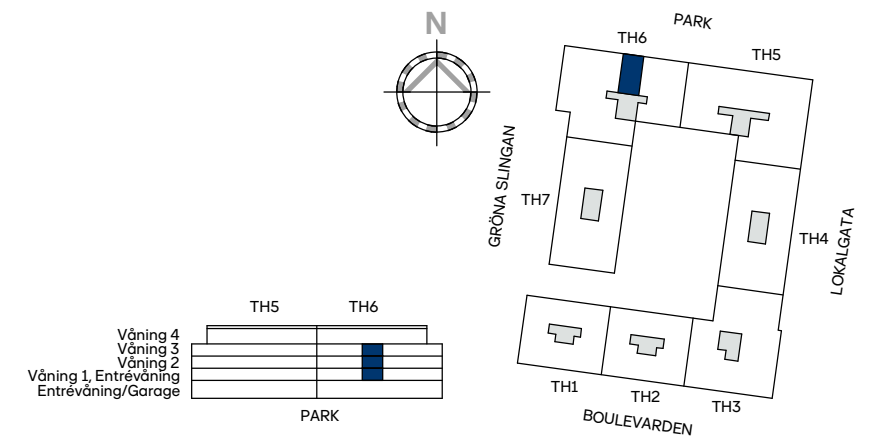 N
PARK
TH6
TH5
GRÖNA SLINGAN
TH7
TH4
LOKALGATA
TH1
TH2
TH3
BOULEVARDEN
TH5
TH6
Våning 4
Våning 3
Våning 2
Våning 1, Entrévåning
Entrévåning/Garage
PARK